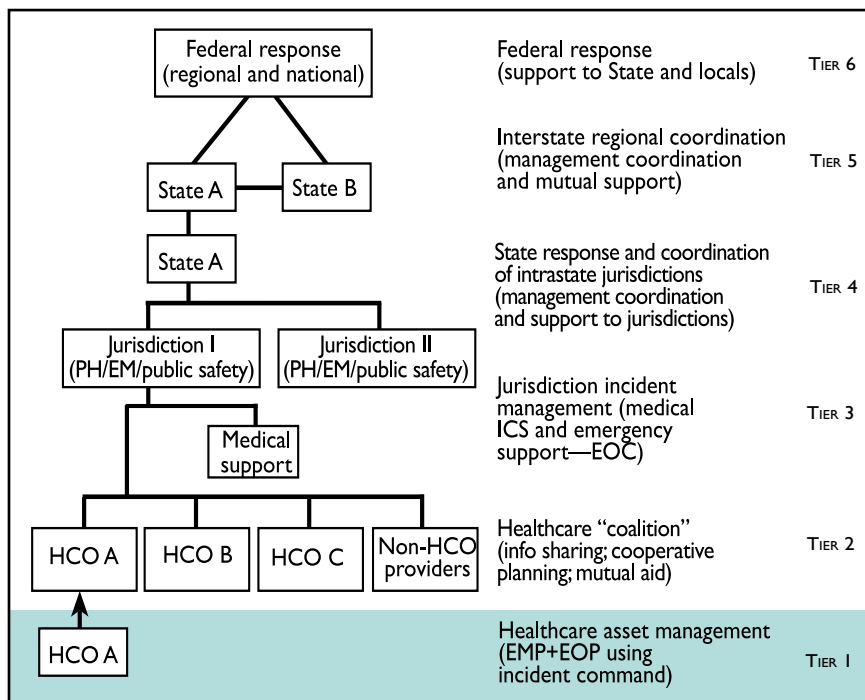 Federal response
(regional and national)
Federal response
(support to State and locals)
TIER 6
Interstate regional coordination
(management coordination
and mutual support)
TIER 5
State A
State B
State A
State response and coordination
of intrastate jurisdictions
(management coordination
and support to jurisdictions)
TIER 4
Jurisdiction I
(PH/EM/public safety)
Jurisdiction II
(PH/EM/public safety)
Jurisdiction incident
management (medical
ICS and emergency
support—EOC)
TIER 3
Medical
support
HCO A
HCO B
HCO C
Non-HCO
providers
Healthcare “coalition”
(info sharing; cooperative
planning; mutual aid)
TIER 2
HCO A
Healthcare asset management
(EMP+EOP using
incident command)
TIER 1